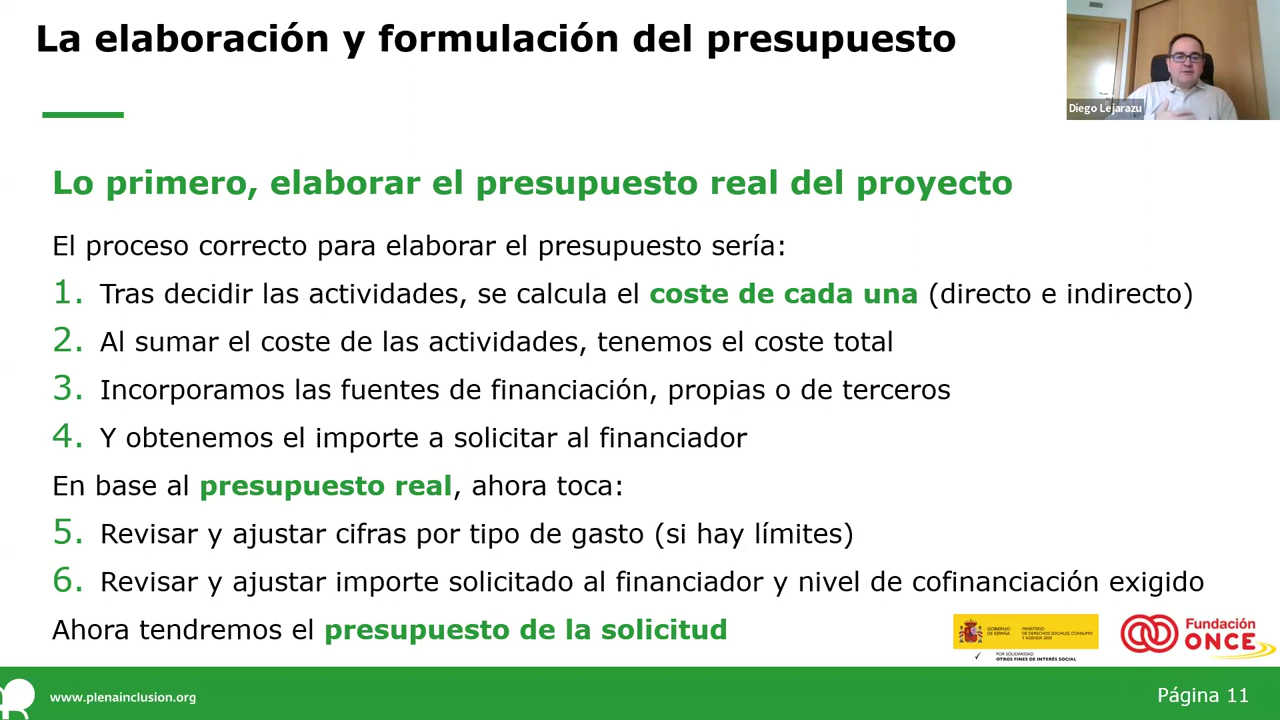 La elaboración y formulación del presupuesto
Diego Lejarazu
Lo primero, elaborar el presupuesto real del proyecto
El proceso correcto para elaborar el presupuesto sería:
1. Tras decidir las actividades, se calcula el coste de cada una (directo e indirecto)
2. Al sumar el coste de las actividades, tenemos el coste total
3. Incorporamos las fuentes de financiación, propias o de terceros
4. Y obtenemos el importe a solicitar al financiador
En base al presupuesto real, ahora toca:
5. Revisar y ajustar cifras por tipo de gasto (si hay límites)
6. Revisar y ajustar importe solicitado al financiador y nivel de cofinanciación exigido
Ahora tendremos el presupuesto de la solicitud
GOBIERNO
DE ESPAÑA
MINISTERIO
DE DERECHOS SOCIALES, CONSUMO
Y AGENDA 2030
POR SOLIDARIDAD
OTROS FINES DE INTERÉS SOCIAL
Fundación
ONCE
www.plenainclusion.org
Página 11